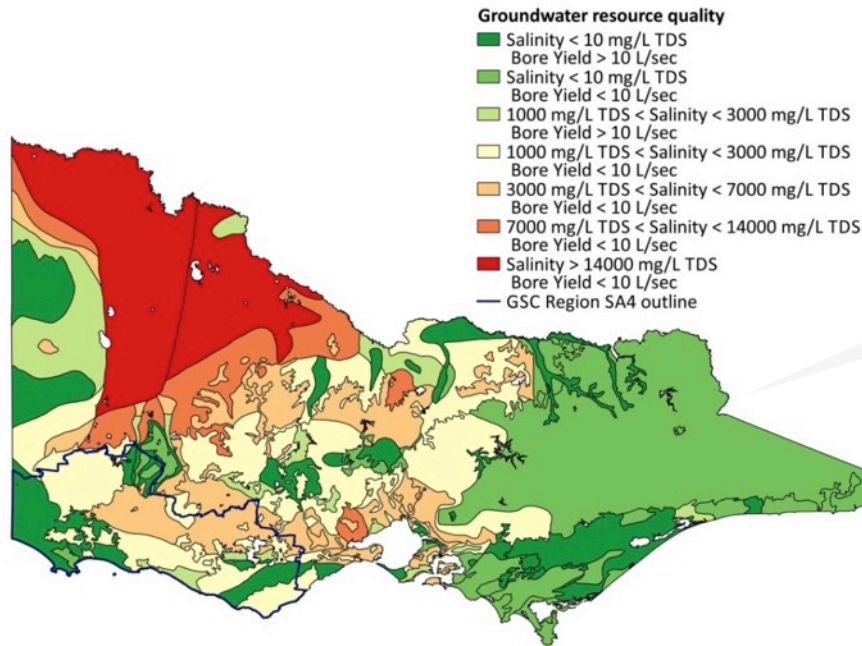 Groundwater resource quality
Salinity < 10 mg/L TDS
Bore Yield > 10 L/sec
Salinity < 10 mg/L TDS
Bore Yield < 10 L/sec
1000 mg/L TDS < Salinity < 3000 mg/L TDS
Bore Yield > 10 L/sec
1000 mg/L TDS < Salinity < 3000 mg/L TDS
Bore Yield < 10 L/sec
3000 mg/L TDS < Salinity < 7000 mg/L TDS
Bore Yield < 10 L/sec
7000 mg/L TDS < Salinity < 14000 mg/L TDS
Bore Yield < 10 L/sec
Salinity > 14000 mg/L TDS
Bore Yield < 10 L/sec
GSC Region SA4 outline